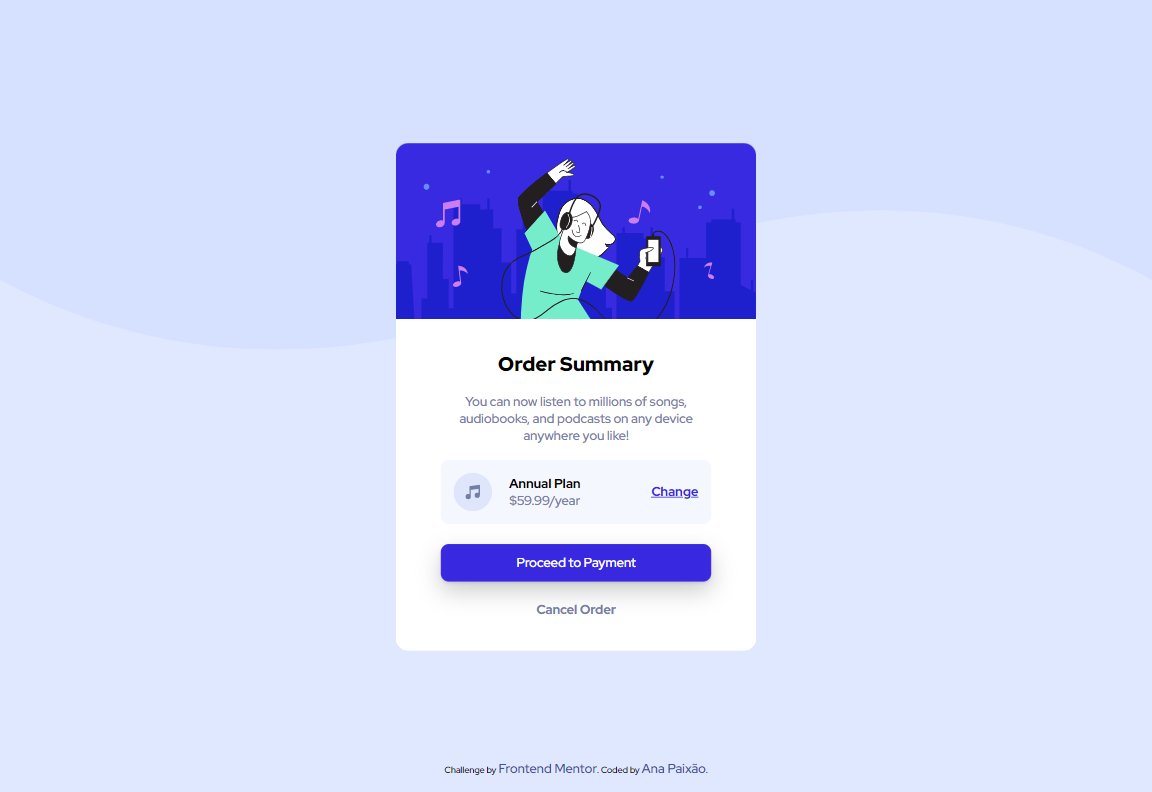 Order Summary
You can now listen to millions of songs,
audiobooks, and podcasts on any device
anywhere you like!
Annual Plan
$59.99/year
Change
Proceed to Payment
Cancel Order
Challenge by Frontend Mentor. Coded by Ana Paixão.